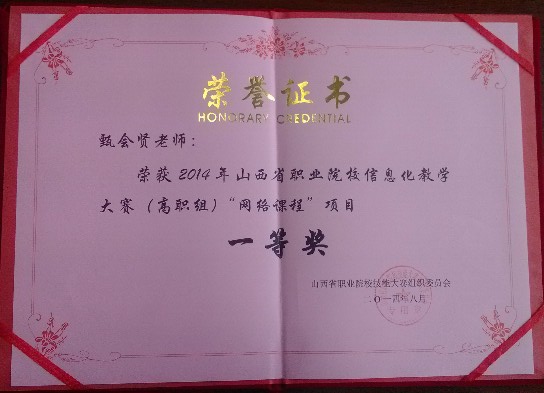 荣誉证书
HONORARY CREDENTIAL
甄会贤老师：
荣获2014年山西省职业院校信息化教学
大赛（高职组）“网络课程”项目
一等奖
山西省职业院校技能大赛组织委员会
二〇一四年八月